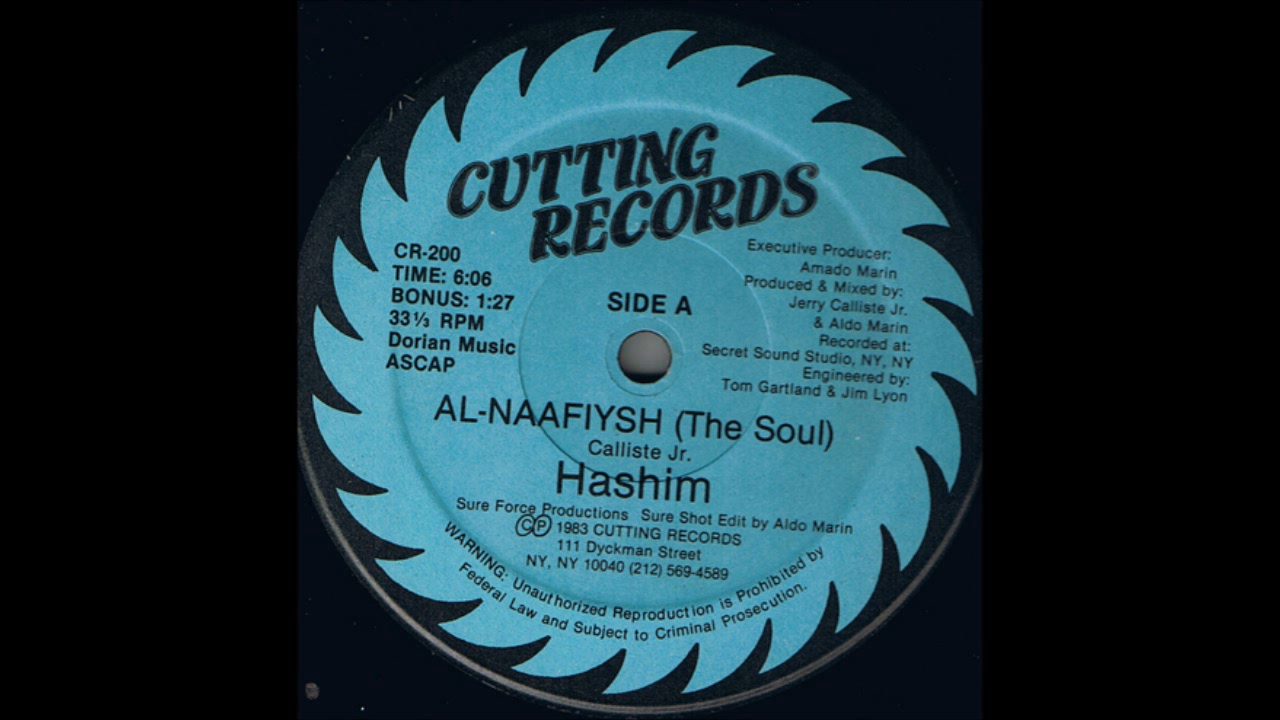 CUTTING
RECORDS
CR-200
TIME: 6:06
BONUS: 1:27
33⅓ RPM
Dorian Music
ASCAP
SIDE A
Executive Producer:
Amado Marin
Produced & Mixed by:
Jerry Calliste Jr.
& Aldo Marin
Recorded at:
Secret Sound Studio, NY, NY
Engineered by:
Tom Gartland & Jim Lyon
AL-NAAFIYSH (The Soul)
Calliste Jr.
Hashim
Sure Force Productions Sure Shot Edit by Aldo Marin
©℗ 1983 CUTTING RECORDS
111 Dyckman Street
NY, NY 10040 (212) 569-4589
WARNING: Unauthorized Reproduction is Prohibited by
Federal Law and Subject to Criminal Prosecution.